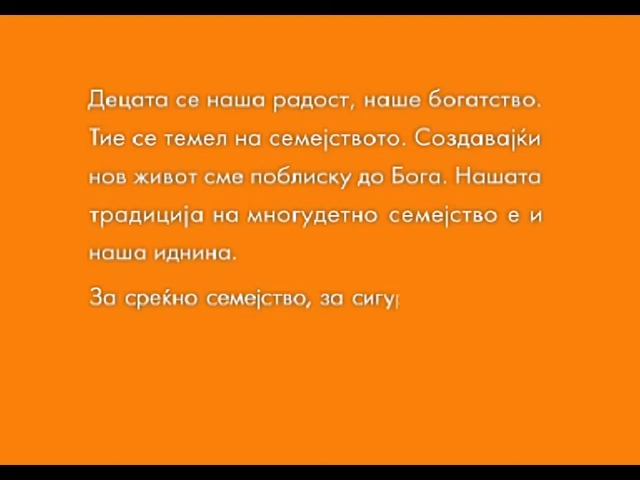 Децата се наша радост, наше богатство.
Тие се темел на семејството. Создавајќи
нов живот сме поблиску до Бога. Нашата
традиција на многудетно семејство е и
наша иднина.
За среќно семејство, за